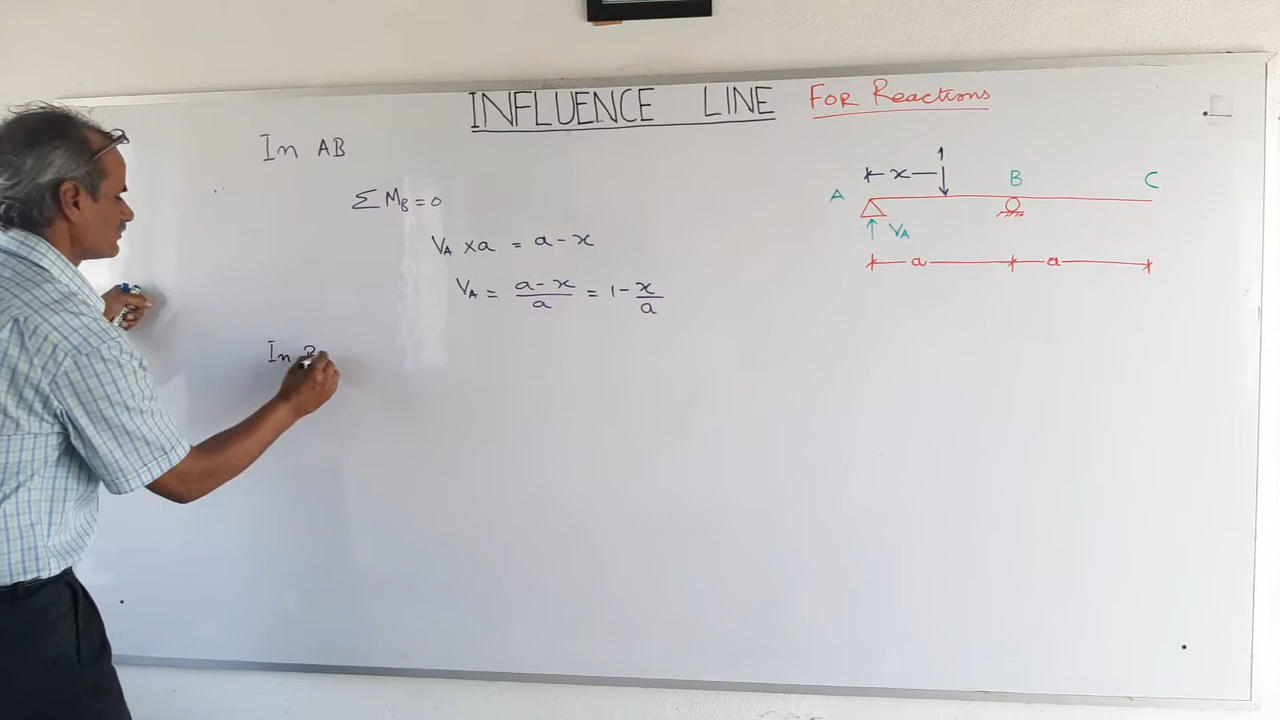 INFLUENCE LINE For Reactions
In AB
ΣM_B = 0
V_A × a = a - x
V_A = (a - x)/a = 1 - x/a
In B
1
x
A B C
V_A
a a